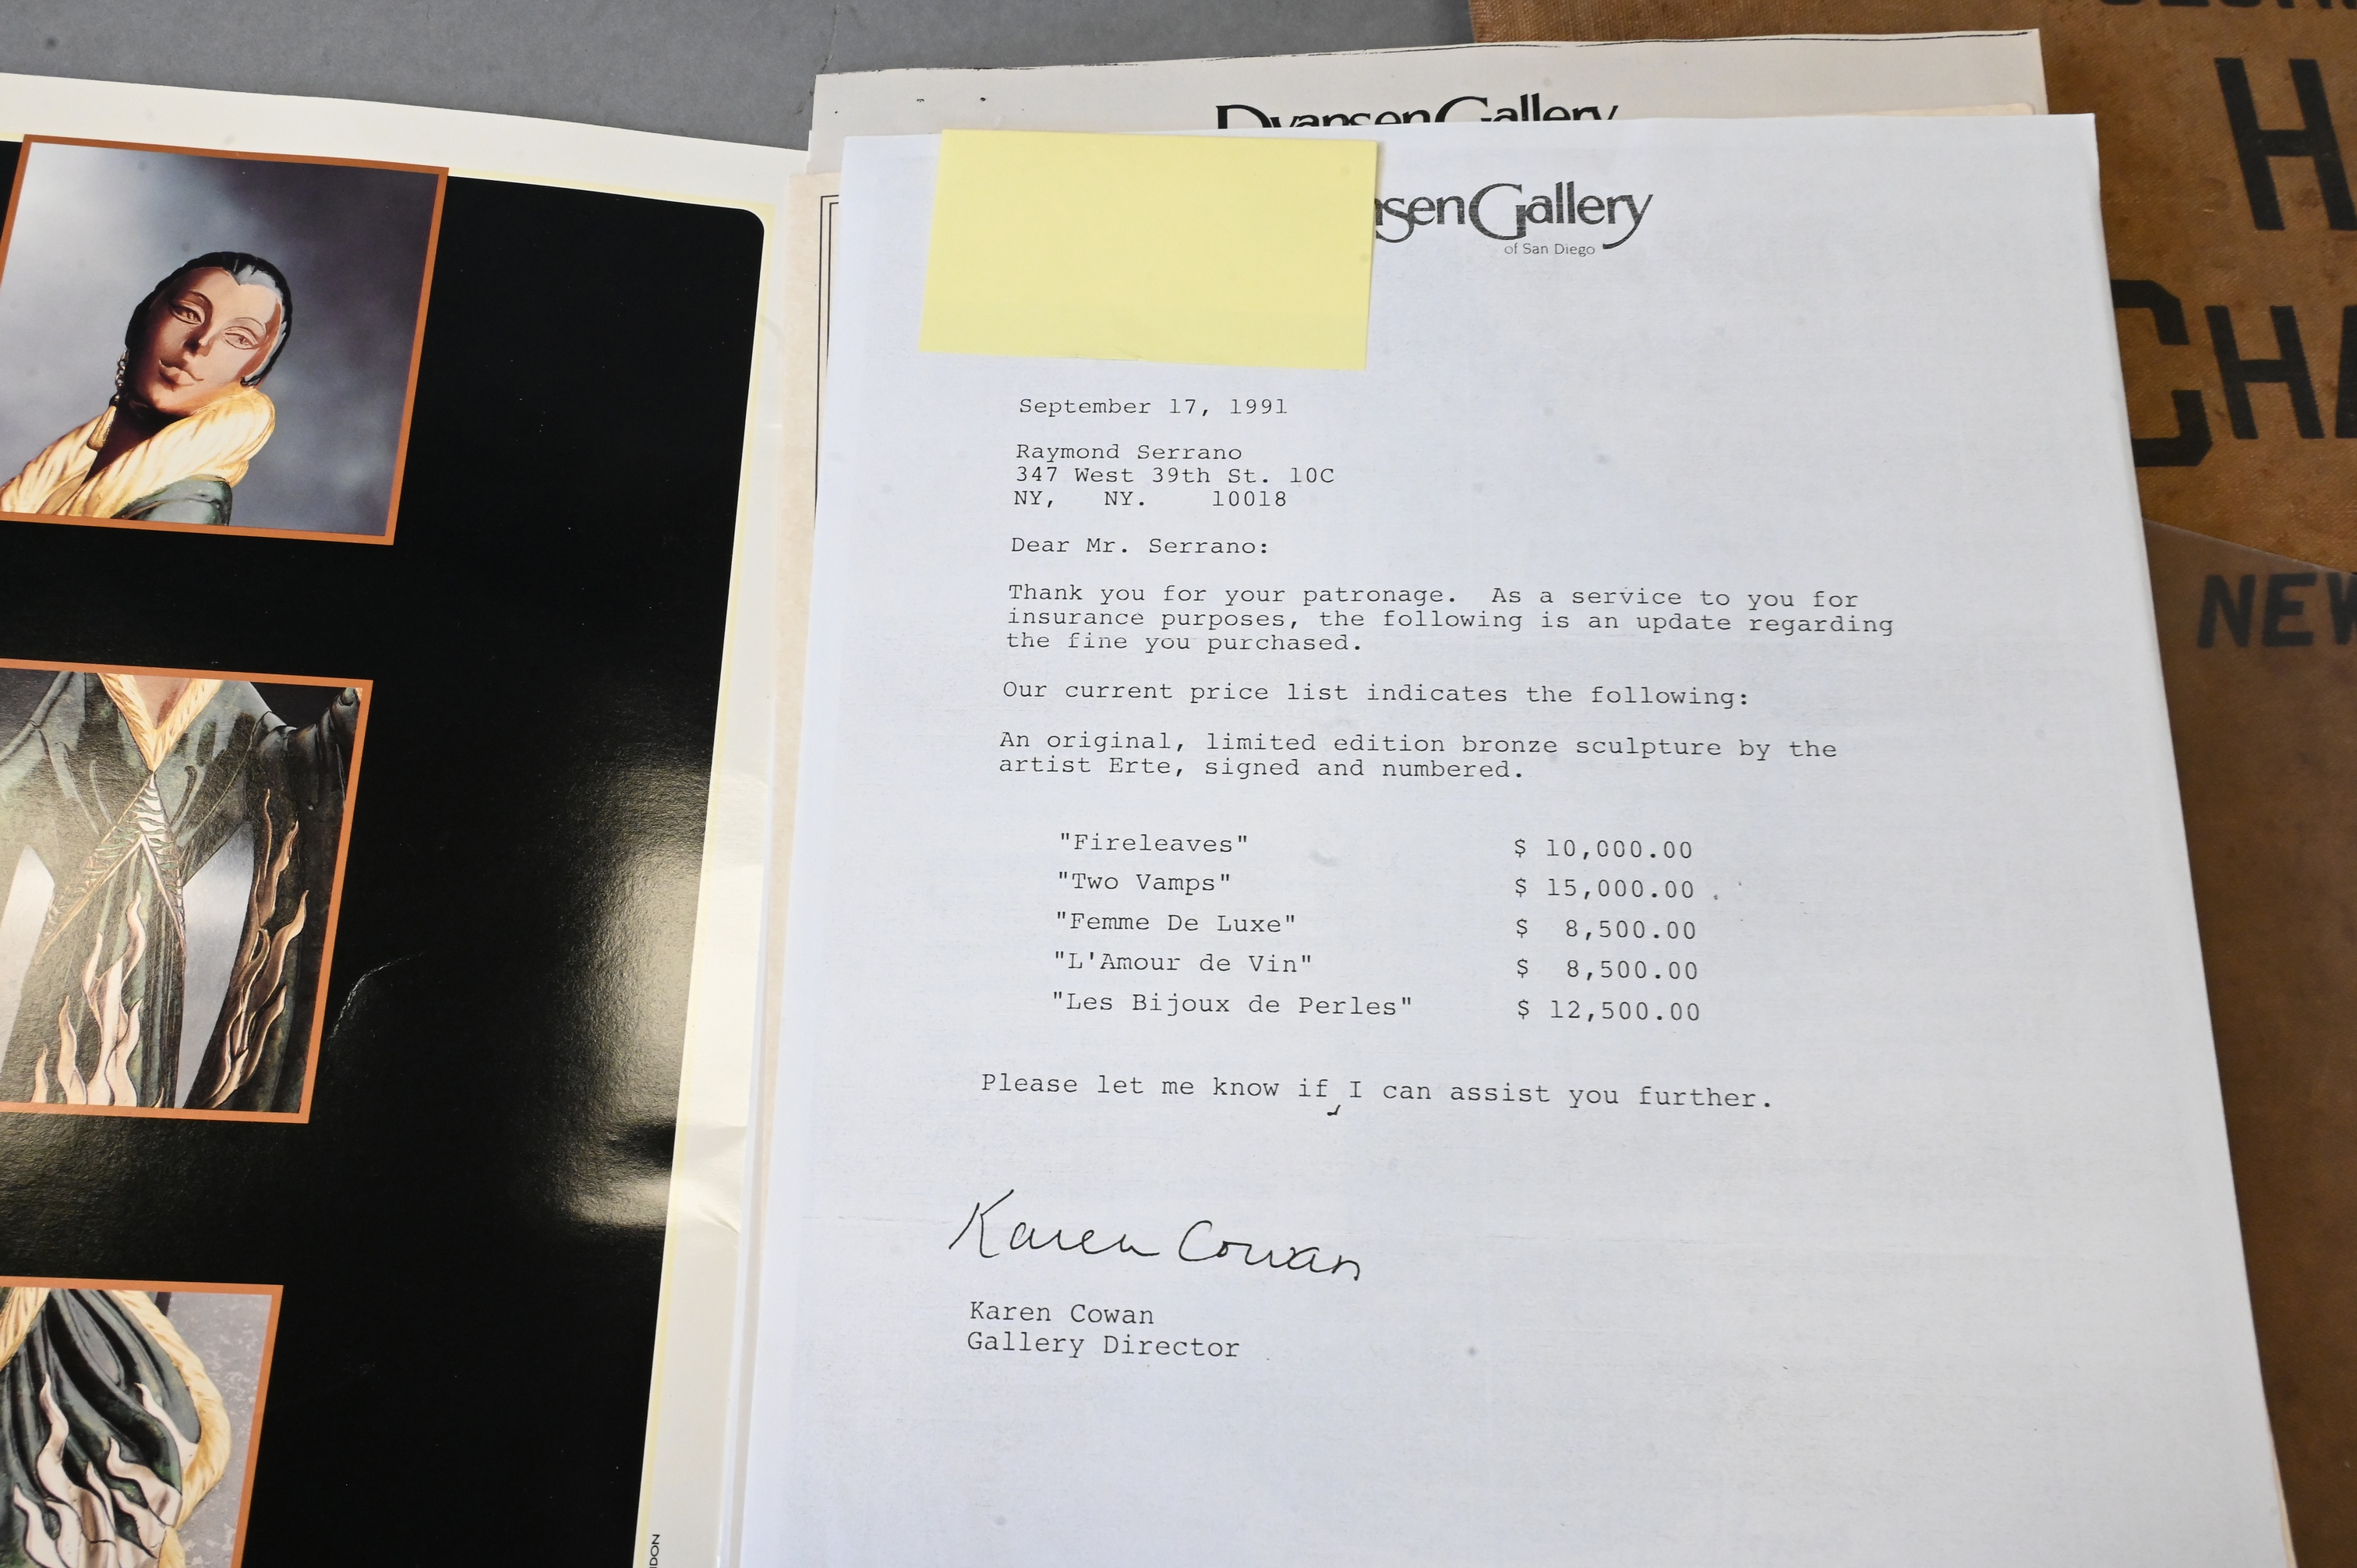 Dyansen Gallery
Gallery
of San Diego
September 17, 1991
Raymond Serrano
347 West 39th St. 10C
NY, NY. 10018
Dear Mr. Serrano:
Thank you for your patronage. As a service to you for
insurance purposes, the following is an update regarding
the fine you purchased.
Our current price list indicates the following:
An original, limited edition bronze sculpture by the
artist Erte, signed and numbered.
"Fireleaves" $ 10,000.00
"Two Vamps" $ 15,000.00
"Femme De Luxe" $ 8,500.00
"L'Amour de Vin" $ 8,500.00
"Les Bijoux de Perles" $ 12,500.00
Please let me know if I can assist you further.
Karen Cowan
Karen Cowan
Gallery Director